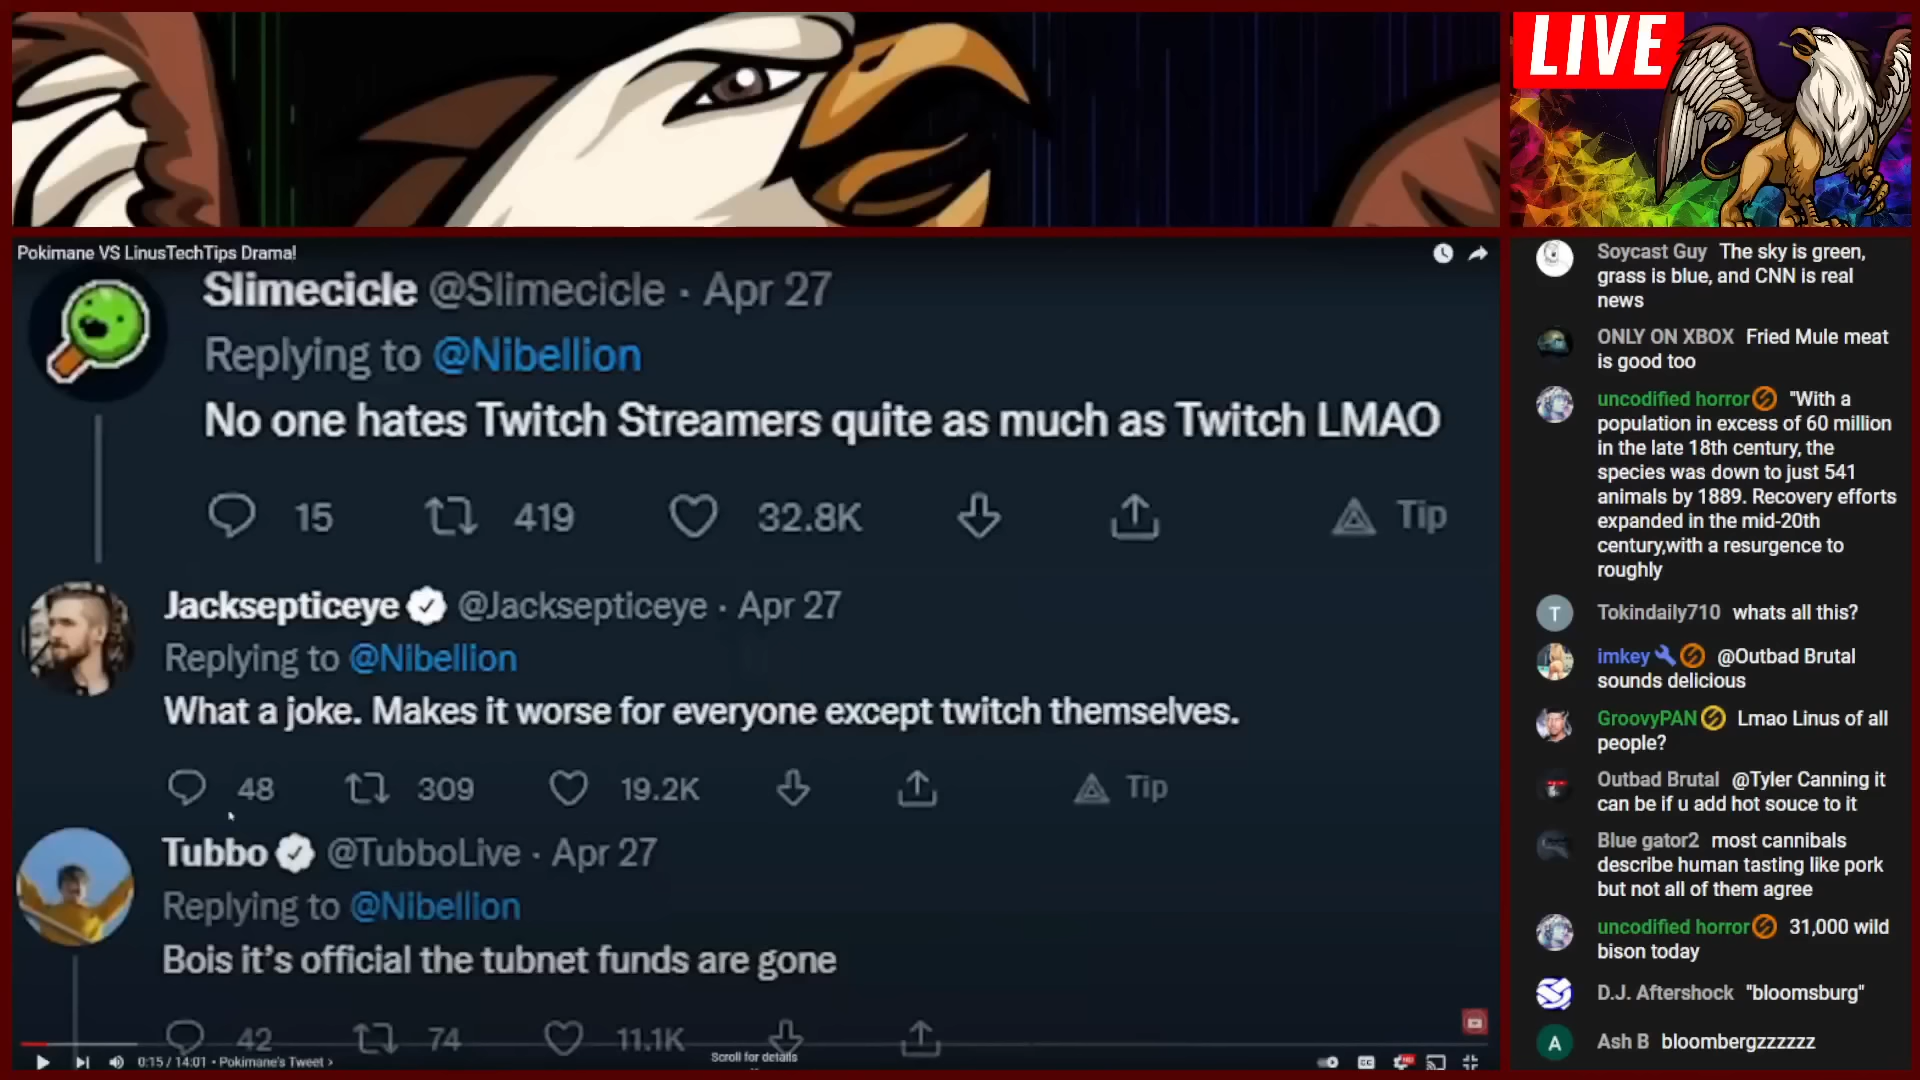 LIVE
Pokimane VS LinusTechTips Drama!
Slimecicle @Slimecicle · Apr 27
Replying to @Nibellion
No one hates Twitch Streamers quite as much as Twitch LMAO
15 419 32.8K Tip
Jacksepticeye @Jacksepticeye · Apr 27
Replying to @Nibellion
What a joke. Makes it worse for everyone except twitch themselves.
48 309 19.2K Tip
Tubbo @TubboLive · Apr 27
Replying to @Nibellion
Bois it's official the tubnet funds are gone
42 74 11.1K
Scroll for details
0:15 / 14:01 • Pokimane's Tweet >
CC
HD
Soycast Guy The sky is green,
grass is blue, and CNN is real
news
ONLY ON XBOX Fried Mule meat
is good too
uncodified horror "With a
population in excess of 60 million
in the late 18th century, the
species was down to just 541
animals by 1889. Recovery efforts
expanded in the mid-20th
century,with a resurgence to
roughly
T
Tokindaily710 whats all this?
imkey @Outbad Brutal
sounds delicious
GroovyPAN Lmao Linus of all
people?
Outbad Brutal @Tyler Canning it
can be if u add hot souce to it
Blue gator2 most cannibals
describe human tasting like pork
but not all of them agree
uncodified horror 31,000 wild
bison today
D.J. Aftershock "bloomsburg"
A
Ash B bloombergzzzzzz